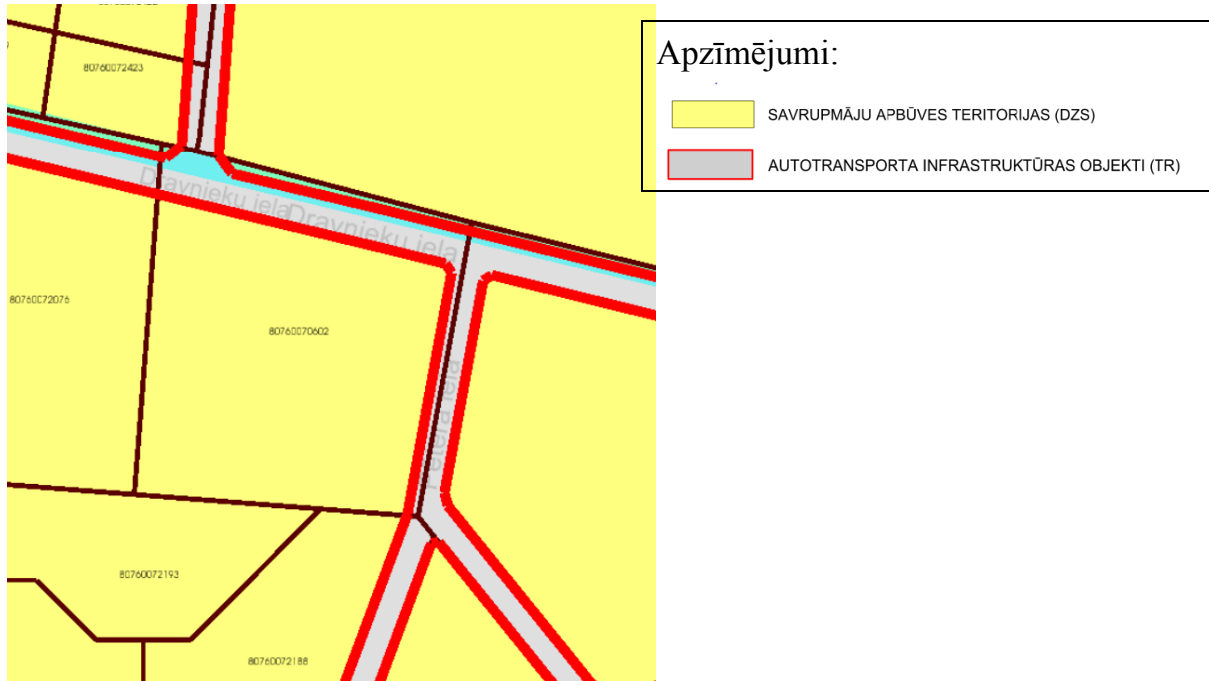 80760072423
Dravnieku iela
Dravnieku iela
80760072076
80760070602
80760072193
80760072188
Apzīmējumi:
SAVRUPMĀJU APBŪVES TERITORIJAS (DZS)
AUTOTRANSPORTA INFRASTRUKTŪRAS OBJEKTI (TR)